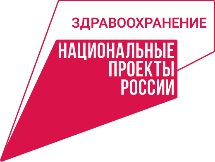 ЗДРАВООХРАНЕНИЕ
НАЦИОНАЛЬНЫЕ
ПРОЕКТЫ
РОССИИ